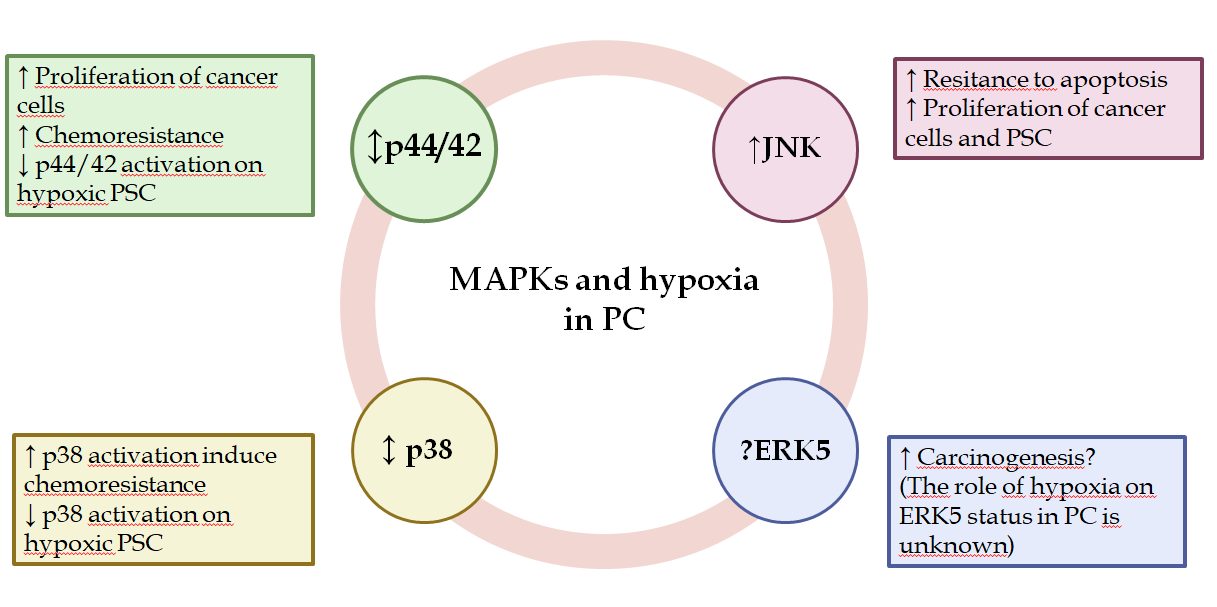 ↑ Proliferation of cancer
cells
↑ Chemoresistance
↓ p44/42 activation on
hypoxic PSC
↕p44/42
↑JNK
↑ Resitance to apoptosis
↑ Proliferation of cancer
cells and PSC
MAPKs and hypoxia
in PC
↑ p38 activation induce
chemoresistance
↓ p38 activation on
hypoxic PSC
↕ p38
?ERK5
↑ Carcinogenesis?
(The role of hypoxia on
ERK5 status in PC is
unknown)